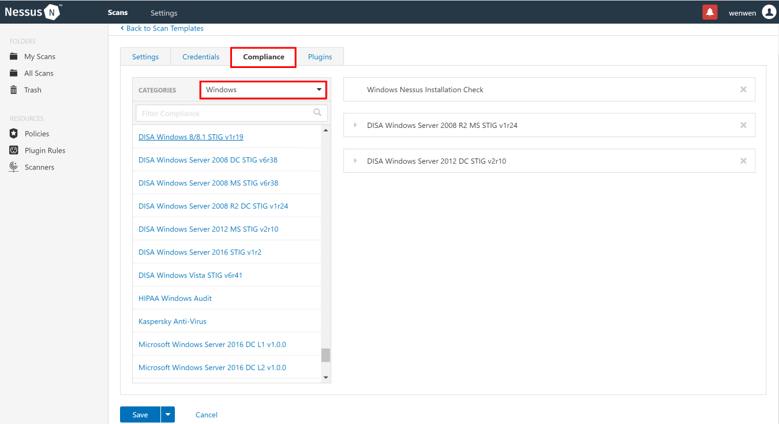 Nessus N ™
Scans
Settings
wenwen
FOLDERS
My Scans
All Scans
Trash
RESOURCES
Policies
Plugin Rules
Scanners
Back to Scan Templates
Settings
Credentials
Compliance
Plugins
CATEGORIES
Windows
Filter Compliance
DISA Windows 8/8.1 STIG v1r19
DISA Windows Server 2008 DC STIG v6r38
DISA Windows Server 2008 MS STIG v6r38
DISA Windows Server 2008 R2 DC STIG v1r24
DISA Windows Server 2012 MS STIG v2r10
DISA Windows Server 2016 STIG v1r2
DISA Windows Vista STIG v6r41
HIPAA Windows Audit
Kaspersky Anti-Virus
Microsoft Windows Server 2016 DC L1 v1.0.0
Microsoft Windows Server 2016 DC L2 v1.0.0
Windows Nessus Installation Check
DISA Windows Server 2008 R2 MS STIG v1r24
DISA Windows Server 2012 DC STIG v2r10
Save
Cancel